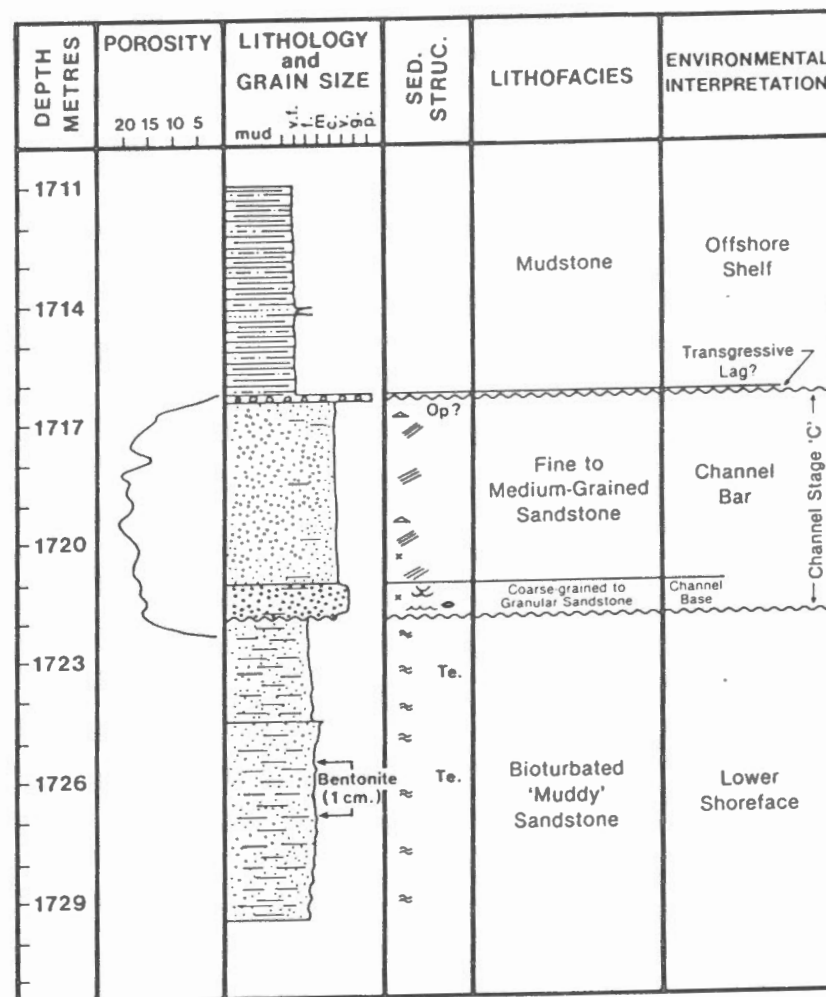 DEPTH
METRES
POROSITY
20 15 10 5
LITHOLOGY
and
GRAIN SIZE
mud
v.f.
f.
m
c.
v.
g.
p.
SED.
STRUC.
LITHOFACIES
ENVIRONMENTAL
INTERPRETATION
1711
1714
1717
1720
1723
1726
1729
Mudstone
Offshore
Shelf
Transgressive
Lag?
Op?
Fine to
Medium-Grained
Sandstone
Channel
Bar
Channel Stage 'C'
Coarse-grained to
Granular Sandstone
Channel
Base
Te.
Te.
Bentonite
(1 cm.)
Bioturbated
'Muddy'
Sandstone
Lower
Shoreface